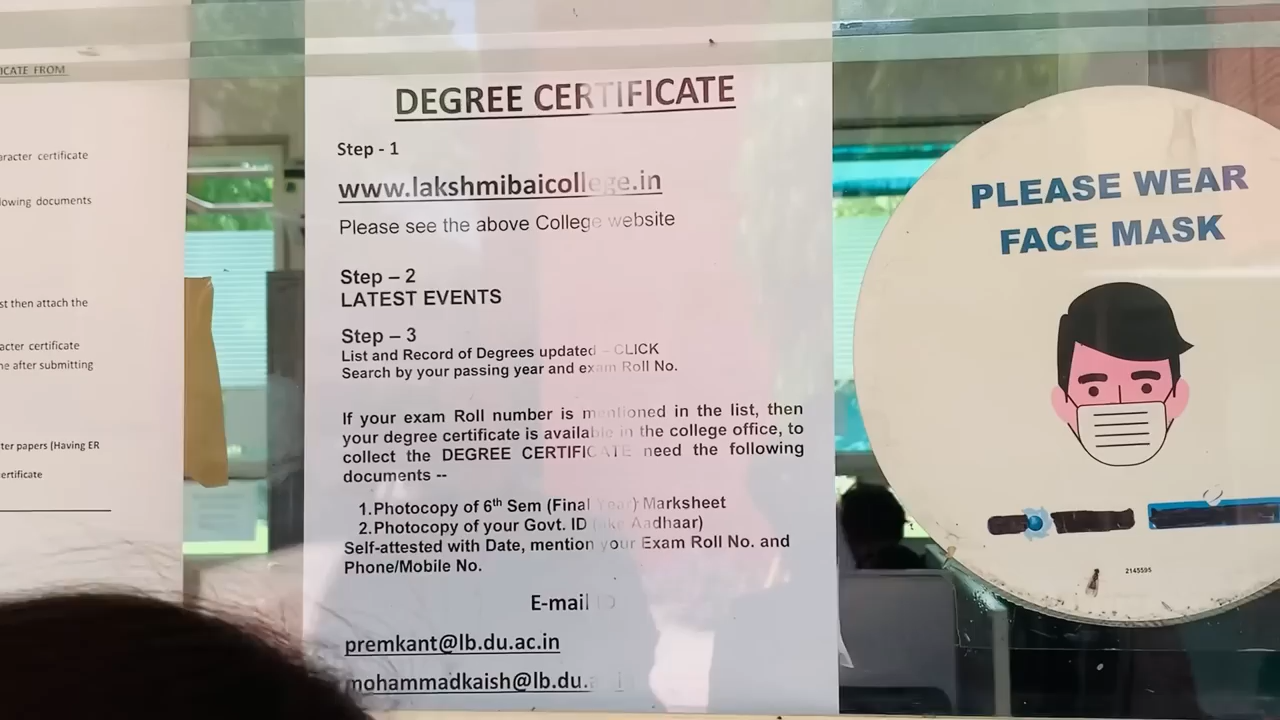 ICATE FROM
aracter certificate
lowing documents
st then attach the
acter certificate
ne after submitting
ter papers (Having ER
ertificate
DEGREE CERTIFICATE
Step - 1
www.lakshmibaicollege.in
Please see the above College website
Step – 2
LATEST EVENTS
Step – 3
List and Record of Degrees updated – CLICK
Search by your passing year and exam Roll No.
If your exam Roll number is mentioned in the list, then
your degree certificate is available in the college office, to
collect the DEGREE CERTIFICATE need the following
documents --
1.Photocopy of 6th Sem (Final Year) Marksheet
2.Photocopy of your Govt. ID (like Aadhaar)
Self-attested with Date, mention your Exam Roll No. and
Phone/Mobile No.
E-mail ID
premkant@lb.du.ac.in
mohammadkaish@lb.du.
PLEASE WEAR
FACE MASK
2145595